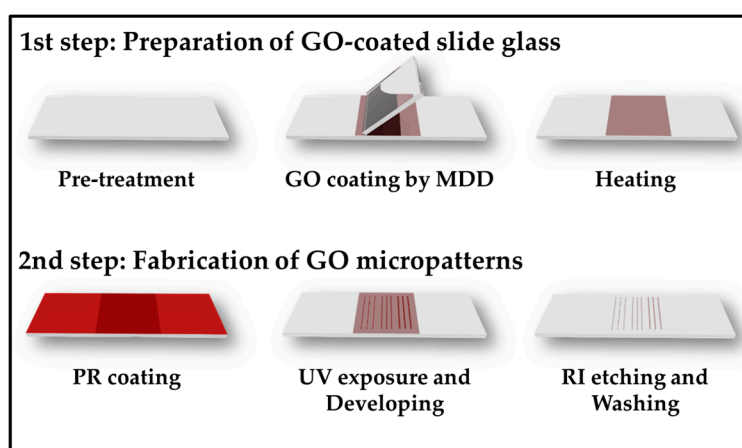 1st step: Preparation of GO-coated slide glass
Pre-treatment
GO coating by MDD
Heating
2nd step: Fabrication of GO micropatterns
PR coating
UV exposure and
Developing
RI etching and
Washing